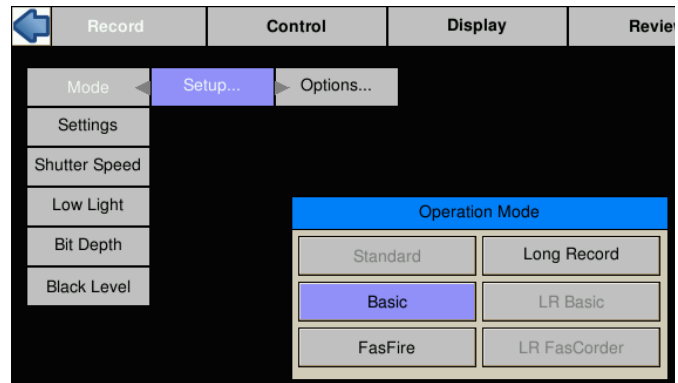 Record Control Display Revie
Mode Setup... Options...
Settings
Shutter Speed
Low Light
Bit Depth
Black Level
Operation Mode
Standard Long Record
Basic LR Basic
FasFire LR FasCorder